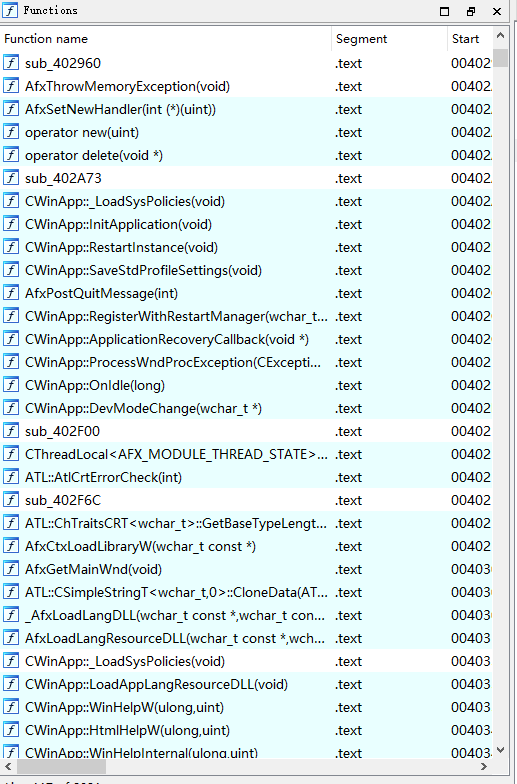 Functions
Function name Segment Start
sub_402960 .text 00402
AfxThrowMemoryException(void) .text 00402
AfxSetNewHandler(int (*)(uint)) .text 00402
operator new(uint) .text 00402
operator delete(void *) .text 00402
sub_402A73 .text 00402
CWinApp::_LoadSysPolicies(void) .text 00402
CWinApp::InitApplication(void) .text 00402
CWinApp::RestartInstance(void) .text 00402
CWinApp::SaveStdProfileSettings(void) .text 00402
AfxPostQuitMessage(int) .text 00402
CWinApp::RegisterWithRestartManager(wchar_t... .text 00402
CWinApp::ApplicationRecoveryCallback(void *) .text 00402
CWinApp::ProcessWndProcException(CExcepti... .text 00402
CWinApp::OnIdle(long) .text 00402
CWinApp::DevModeChange(wchar_t *) .text 00402
sub_402F00 .text 00402
CThreadLocal<AFX_MODULE_THREAD_STATE>... .text 00402
ATL::AtlCrtErrorCheck(int) .text 00402
sub_402F6C .text 00402
ATL::ChTraitsCRT<wchar_t>::GetBaseTypeLengt... .text 00402
AfxCtxLoadLibraryW(wchar_t const *) .text 00402
AfxGetMainWnd(void) .text 00403
ATL::CSimpleStringT<wchar_t,0>::CloneData(AT... .text 00403
_AfxLoadLangDLL(wchar_t const *,wchar_t con... .text 00403
AfxLoadLangResourceDLL(wchar_t const *,wch... .text 00403
CWinApp::_LoadSysPolicies(void) .text 00403
CWinApp::LoadAppLangResourceDLL(void) .text 00403
CWinApp::WinHelpW(ulong,uint) .text 00403
CWinApp::HtmlHelpW(ulong,uint) .text 00403
CWinApp::WinHelpInternal(ulong,uint) .text 00403